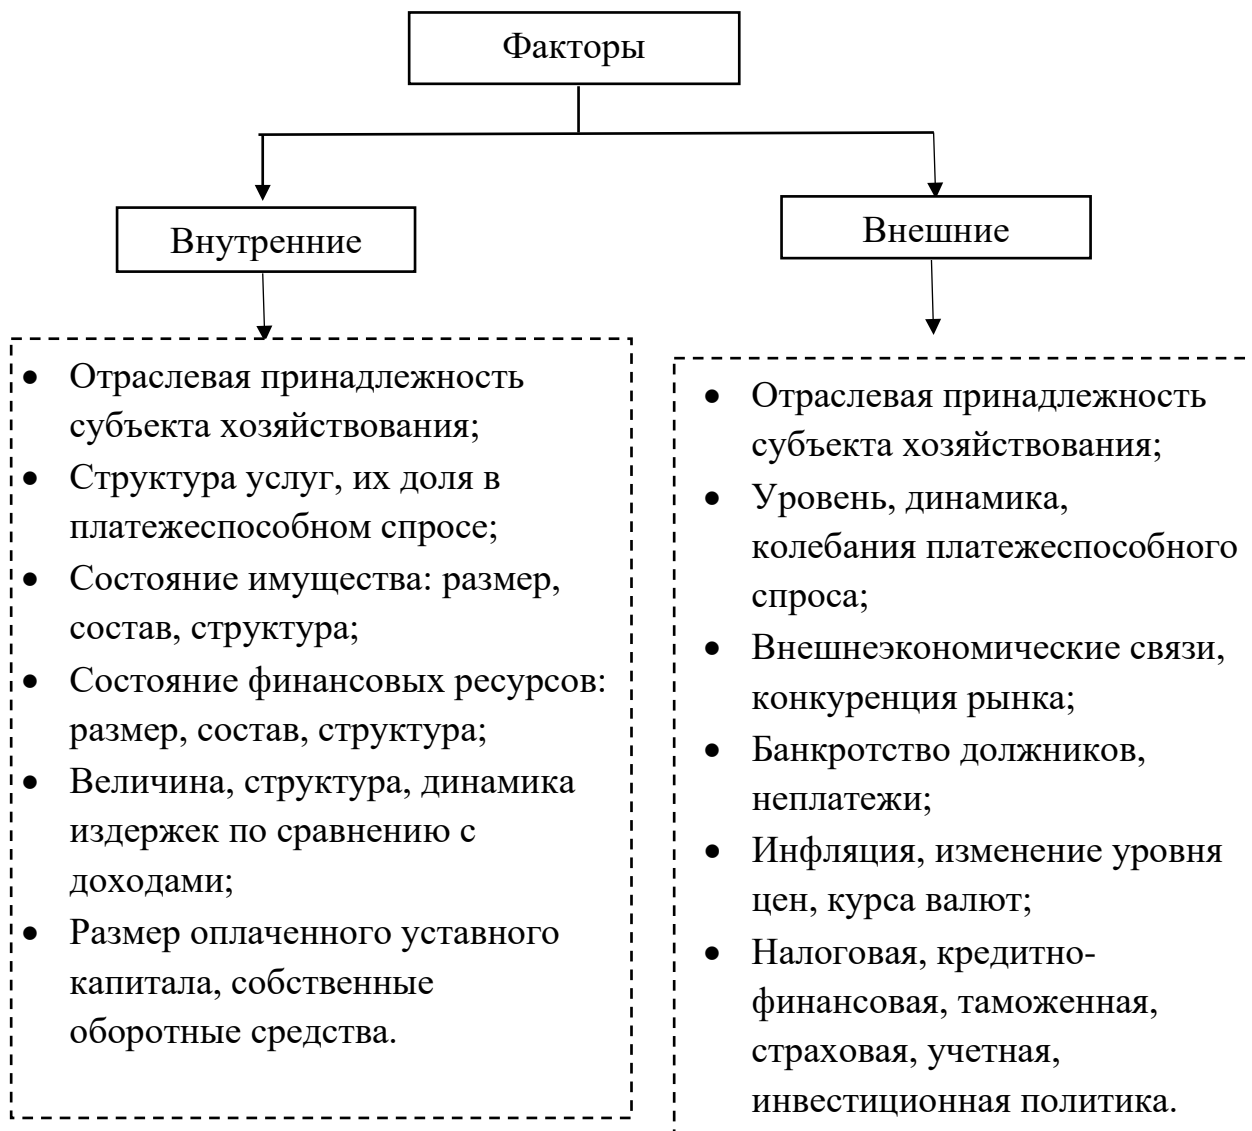 Факторы
Внутренние
Внешние
• Отраслевая принадлежность
субъекта хозяйствования;
• Структура услуг, их доля в
платежеспособном спросе;
• Состояние имущества: размер,
состав, структура;
• Состояние финансовых ресурсов:
размер, состав, структура;
• Величина, структура, динамика
издержек по сравнению с
доходами;
• Размер оплаченного уставного
капитала, собственные
оборотные средства.
• Отраслевая принадлежность
субъекта хозяйствования;
• Уровень, динамика,
колебания платежеспособного
спроса;
• Внешнеэкономические связи,
конкуренция рынка;
• Банкротство должников,
неплатежи;
• Инфляция, изменение уровня
цен, курса валют;
• Налоговая, кредитно-
финансовая, таможенная,
страховая, учетная,
инвестиционная политика.